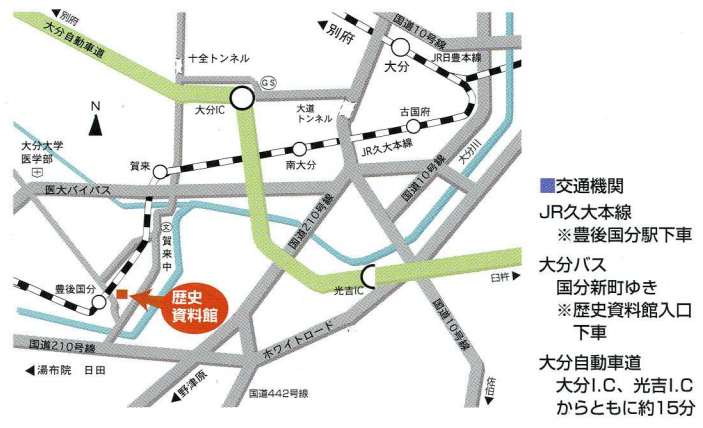 ◀別府
大分自動車道
国道10号線
◀別府
十全トンネル
大分
JR日豊本線
GS
大分IC
大道
トンネル
古国府
N
大分大学
医学部
賀来
南大分
JR久大本線
大分川
国道10号線
医大バイパス
文
賀来中
国道210号線
豊後国分
歴史
資料館
光吉IC
臼杵▶
国道210号線
ホワイトロード
国道10号線
◀湯布院 日田
◀野津原
国道442号線
佐伯▶
■交通機関
JR久大本線
※豊後国分駅下車
大分バス
国分新町ゆき
※歴史資料館入口
下車
大分自動車道
大分I.C、光吉I.C
からともに約15分